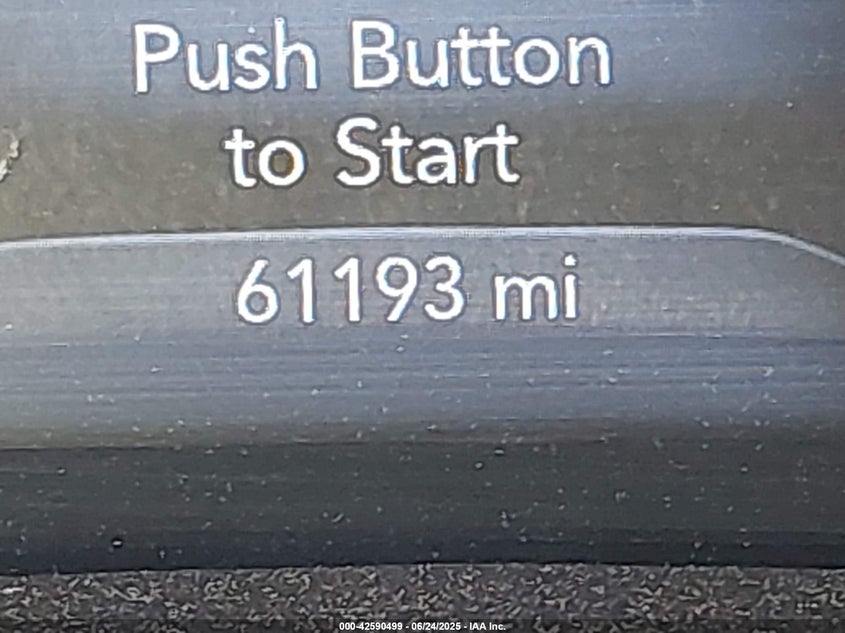 Push Button
to Start
61193 mi
000-42590499 - 06/24/2025 - IAA Inc.